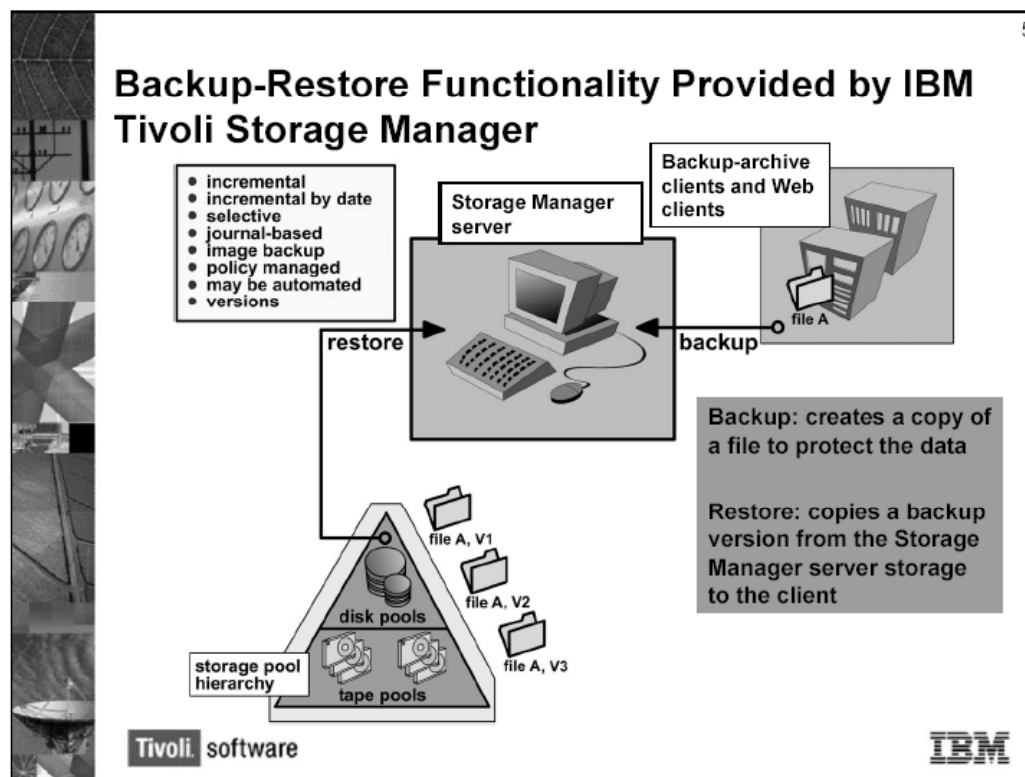 5
Backup-Restore Functionality Provided by IBM
Tivoli Storage Manager
incremental
incremental by date
selective
journal-based
image backup
policy managed
may be automated
versions
Storage Manager
server
Backup-archive
clients and Web
clients
file A
restore
backup
Backup: creates a copy of
a file to protect the data
Restore: copies a backup
version from the Storage
Manager server storage
to the client
file A, V1
file A, V2
file A, V3
disk pools
storage pool
hierarchy
tape pools
Tivoli. software
IBM